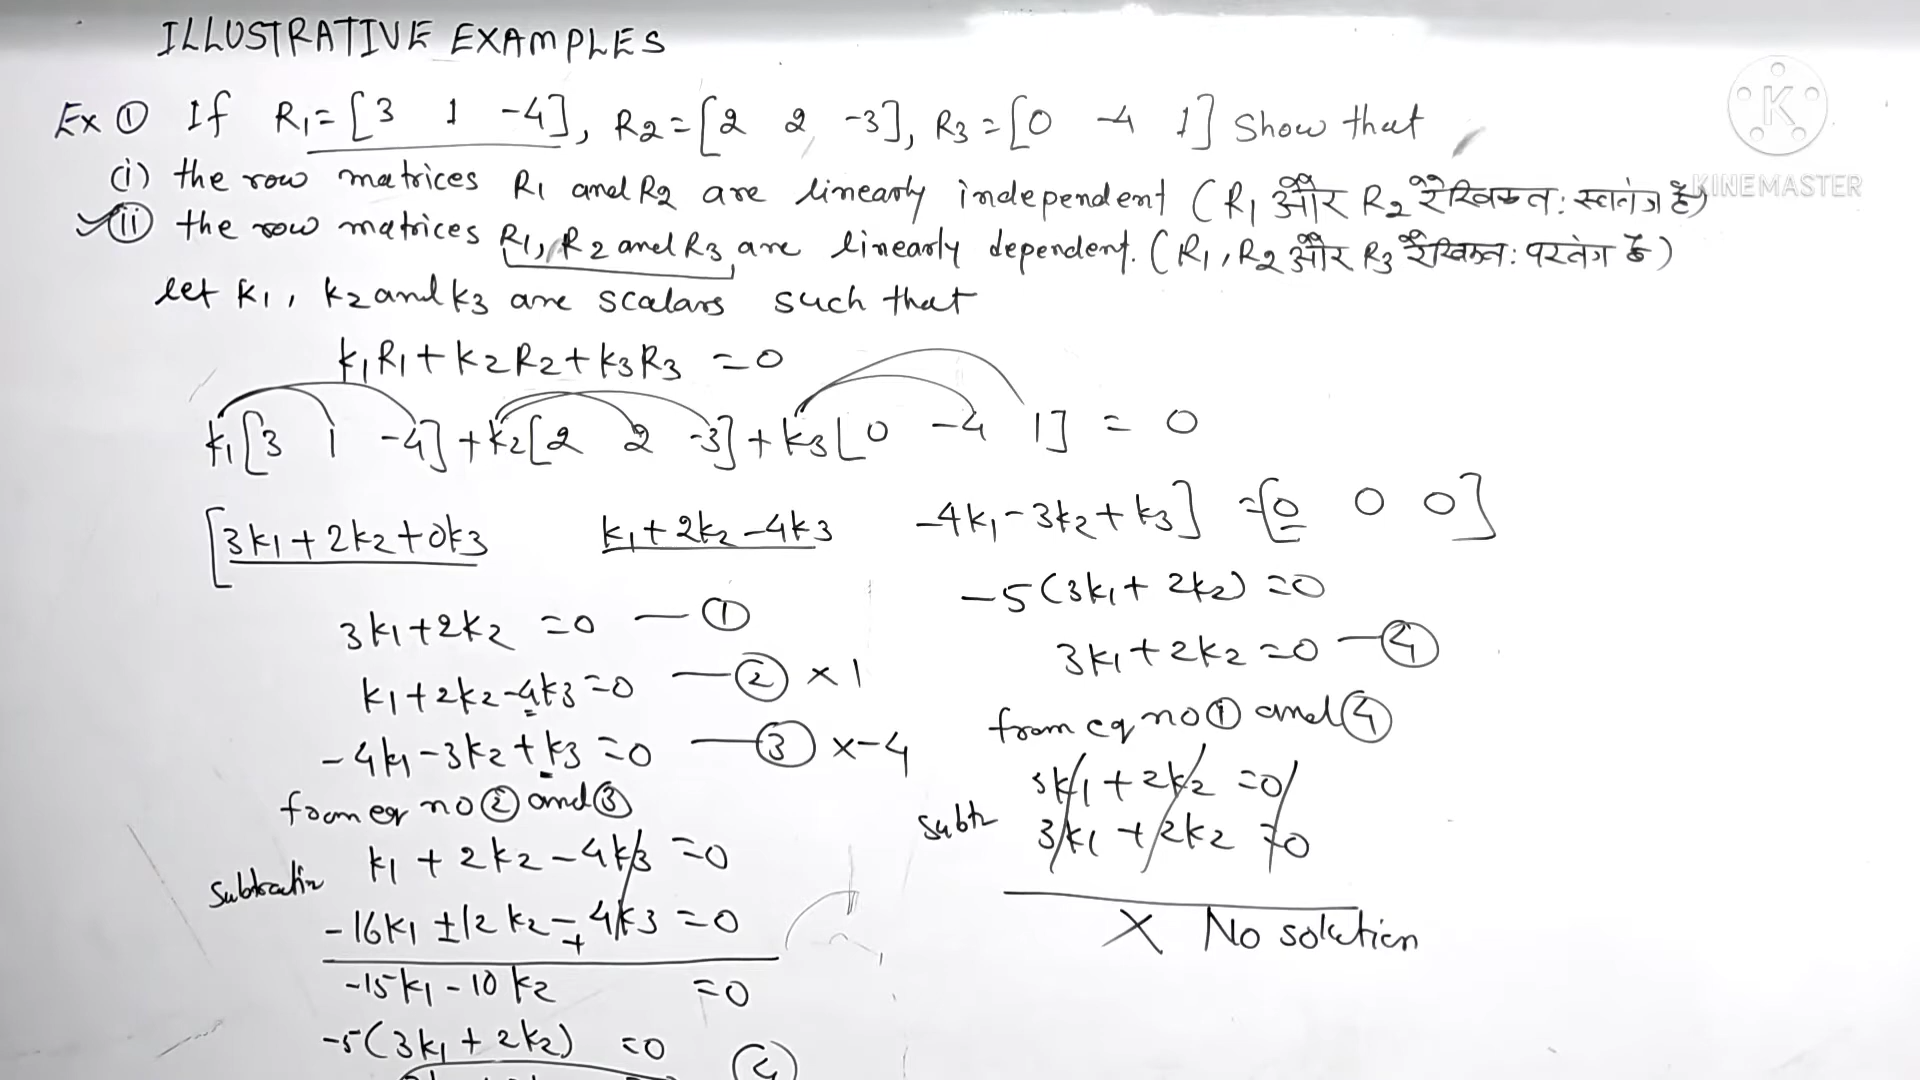 ILLUSTRATIVE EXAMPLES
Ex ① If R₁=[3 1 -4], R2=[2 2 -3], R3=[0 -4 1] Show that
(i) the row matrices R₁ and R2 are linearly independent (R₁ और R₂ रैखिकतः स्वतंत्र है)
(ii) the row matrices R₁, R2 and R3 are linearly dependent. (R₁, R2 और R3 रैखिकतः परतंत्र है)
let k₁, k2 and k3 are scalars such that
k₁R₁+k2R2+k3R3 =0
k₁[3 1 -4]+k2[2 2 -3]+k3[0 -4 1] = 0
[3k₁+2k2+0k3 k₁+2k2-4k3 -4k₁-3k2+k3] =[0 0 0]
3k₁+2k2 =0 — ①
k₁+2k2-4k3=0 — ② ×1
-4k₁-3k2+k3=0 — ③ ×-4
from eq no ② and ③
k₁+2k2-4k3=0
-16k₁±12k2-4k3=0
+
-15k₁-10k2 =0
-5(3k₁+2k2) =0
④
-5(3k₁+2k2)=0
3k₁+2k2=0 — ④
from eq no ① and ④
3k₁+2k2=0
Subtr 3k₁+2k2=0
X No solution
K
KINEMASTER